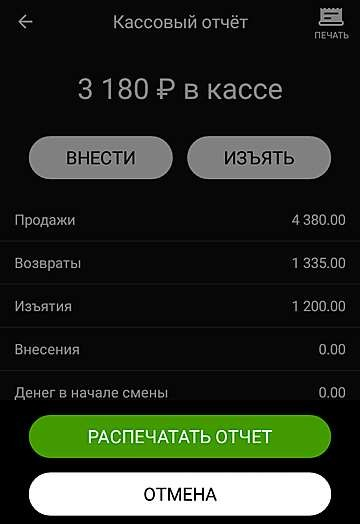 Кассовый отчёт
ПЕЧАТЬ
3 180 ₽ в кассе
ВНЕСТИ ИЗЪЯТЬ
Продажи 4 380.00
Возвраты 1 335.00
Изъятия 1 200.00
Внесения 0.00
Денег в начале смены 0.00
РАСПЕЧАТАТЬ ОТЧЕТ
ОТМЕНА